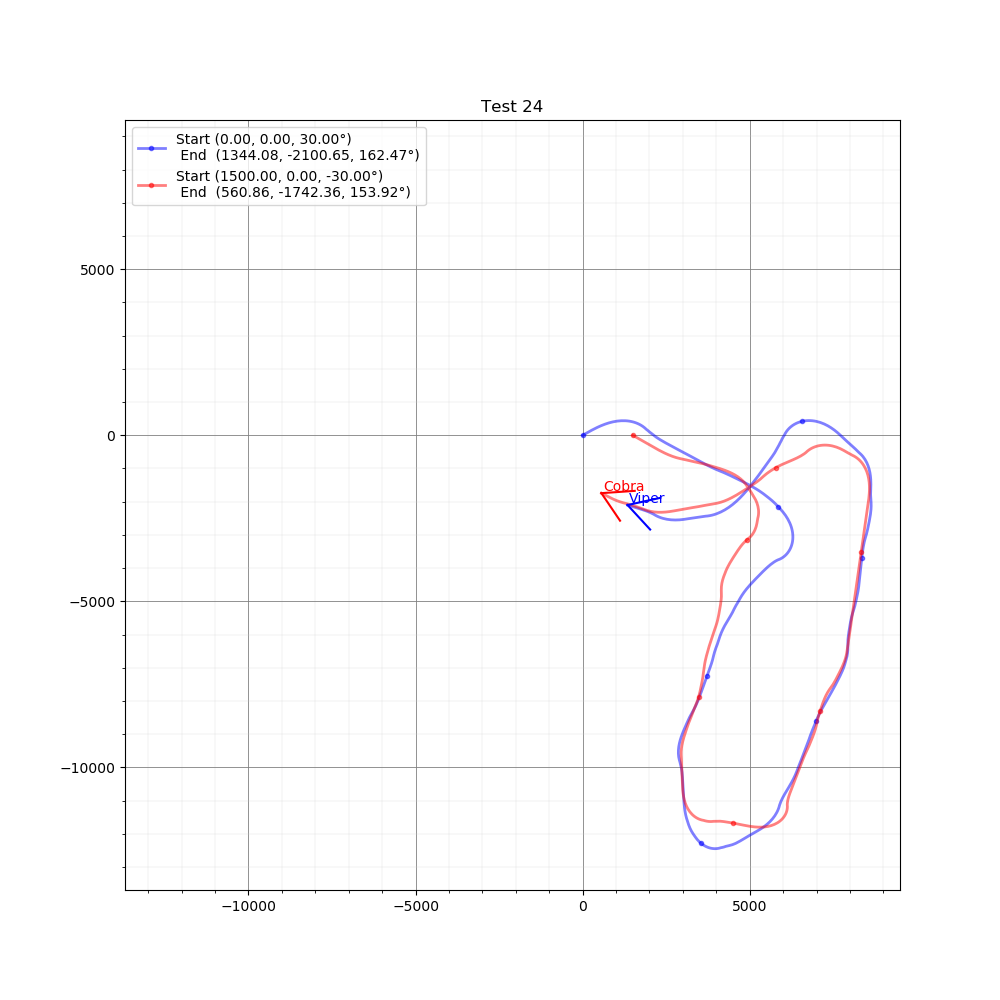 Test 24
Start (0.00, 0.00, 30.00°)
End (1344.08, -2100.65, 162.47°)
Start (1500.00, 0.00, -30.00°)
End (560.86, -1742.36, 153.92°)
5000
0
Cobra
Viper
−5000
−10000
−10000
−5000
0
5000